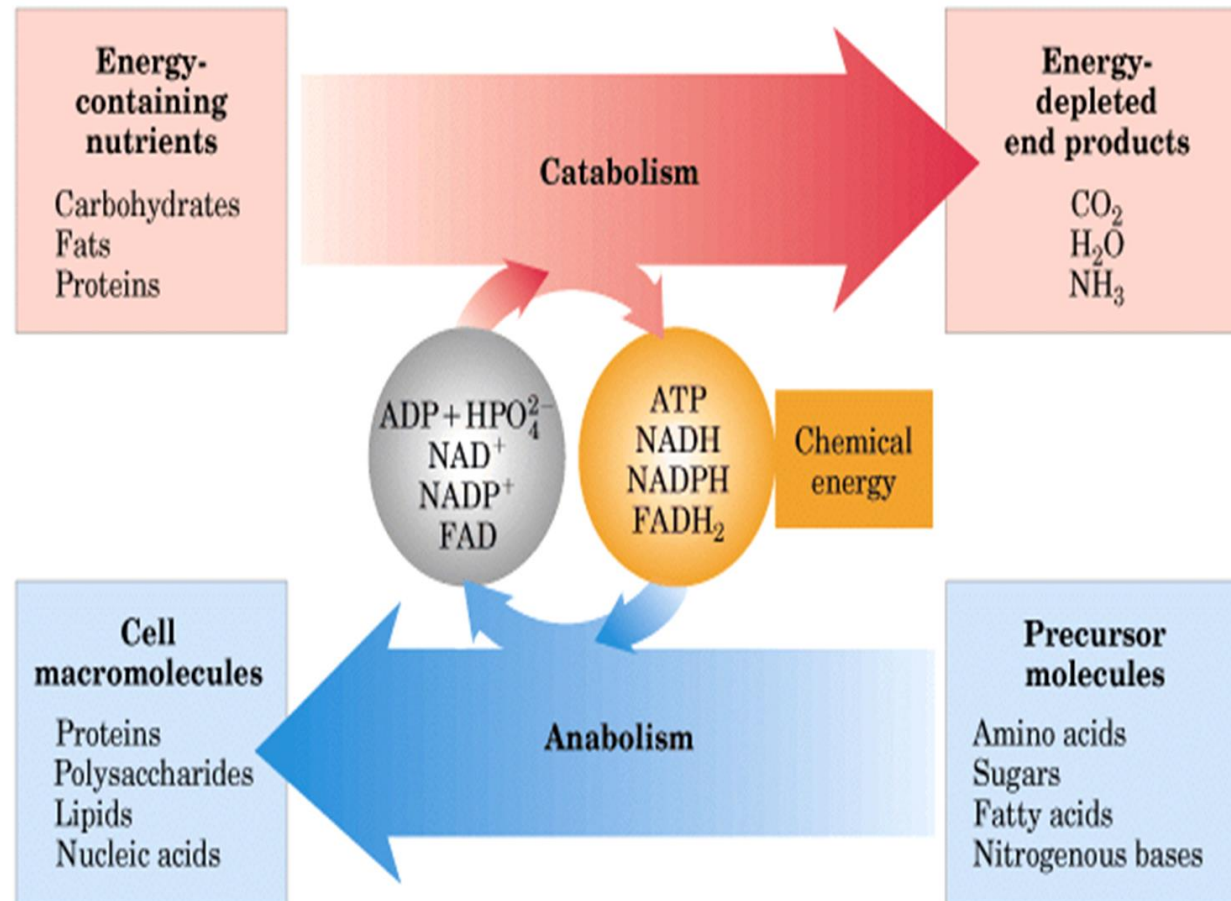 Energy-
containing
nutrients
Carbohydrates
Fats
Proteins
Catabolism
Energy-
depleted
end products
CO₂
H₂O
NH₃
ADP+HPO₄²⁻
NAD⁺
NADP⁺
FAD
ATP
NADH
NADPH
FADH₂
Chemical
energy
Cell
macromolecules
Proteins
Polysaccharides
Lipids
Nucleic acids
Anabolism
Precursor
molecules
Amino acids
Sugars
Fatty acids
Nitrogenous bases